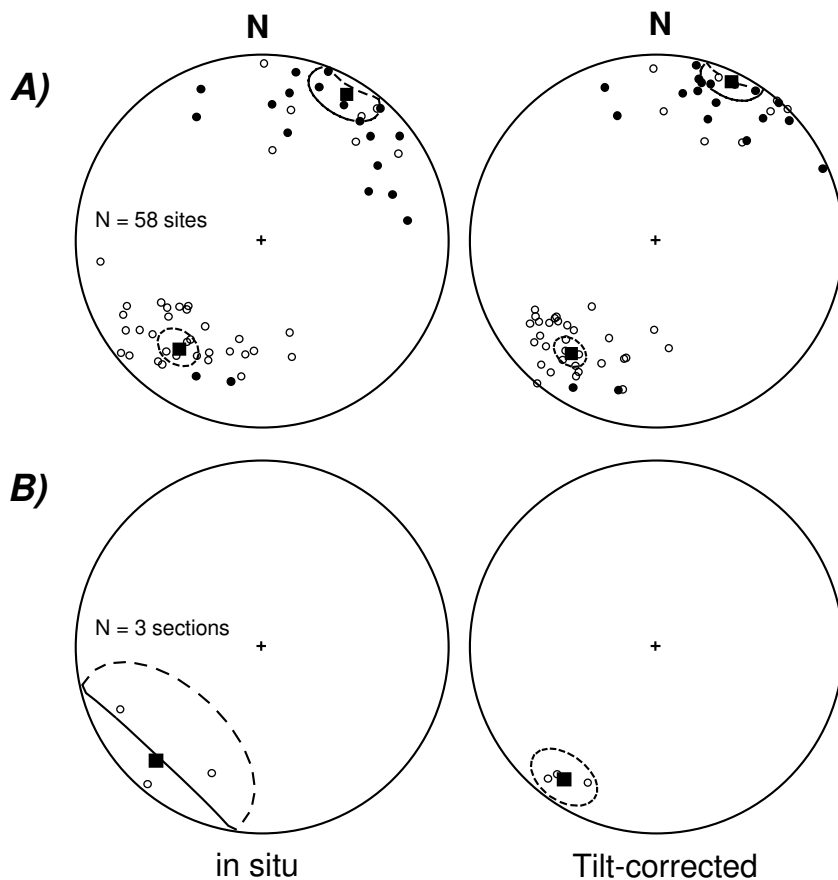 N
N
A)
N = 58 sites
B)
N = 3 sections
in situ
Tilt-corrected